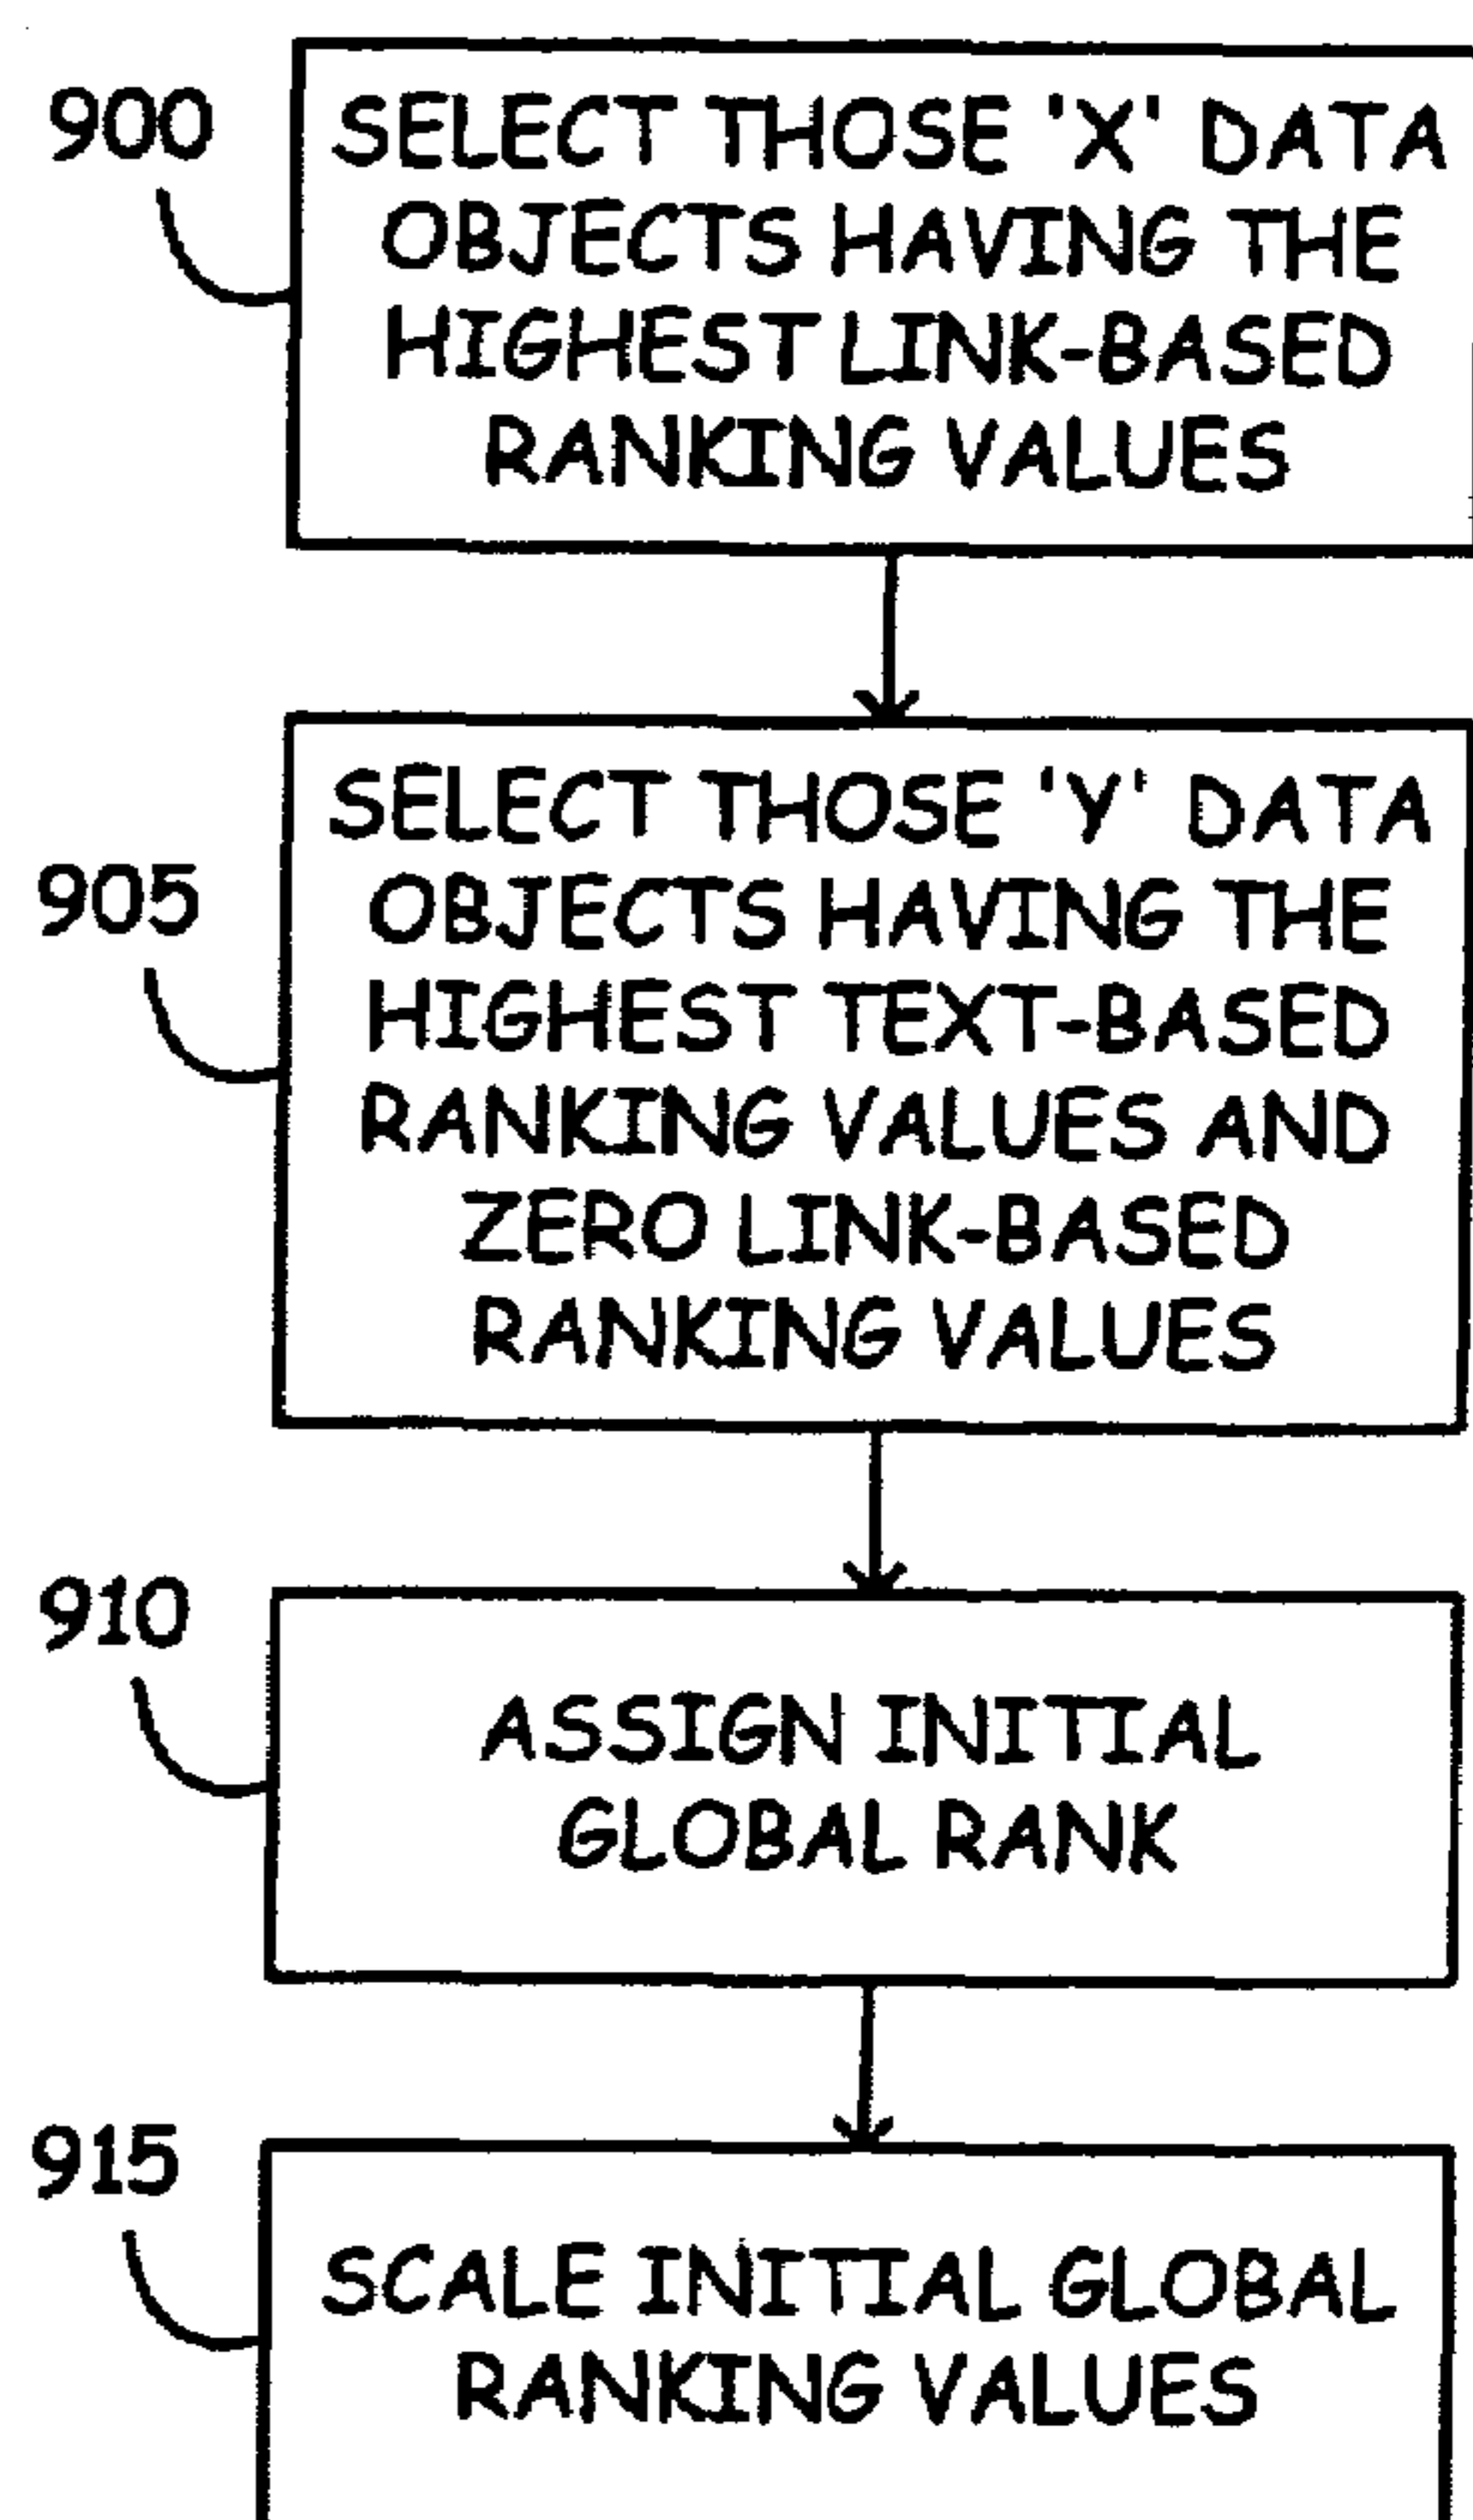 900
SELECT THOSE 'X' DATA
OBJECTS HAVING THE
HIGHEST LINK-BASED
RANKING VALUES
905
SELECT THOSE 'Y' DATA
OBJECTS HAVING THE
HIGHEST TEXT-BASED
RANKING VALUES AND
ZERO LINK-BASED
RANKING VALUES
910
ASSIGN INITIAL
GLOBAL RANK
915
SCALE INITIAL GLOBAL
RANKING VALUES